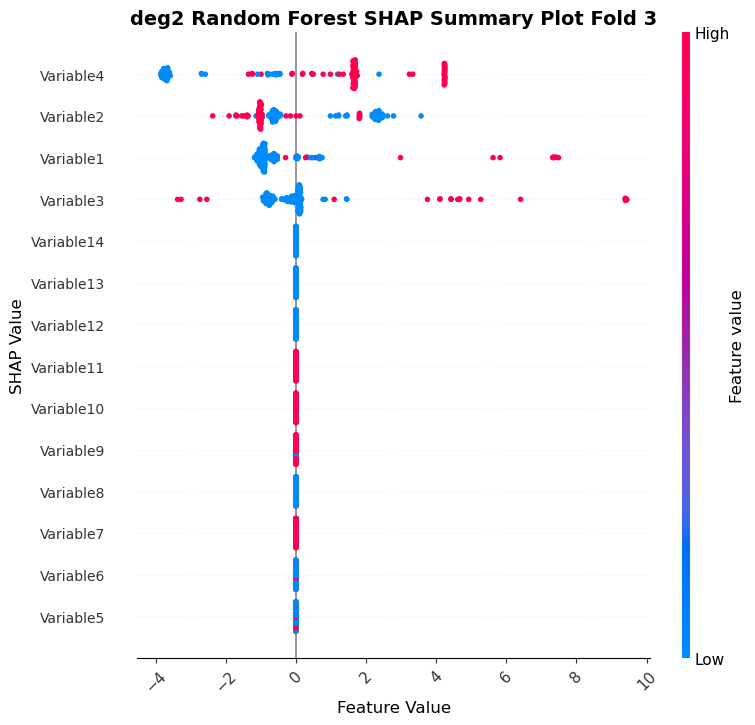 deg2 Random Forest SHAP Summary Plot Fold 3
High
Variable4
Variable2
Variable1
Variable3
Variable14
Variable13
Variable12
Variable11
Variable10
Variable9
Variable8
Variable7
Variable6
Variable5
SHAP Value
Feature value
Low
−4
−2
0
2
4
6
8
10
Feature Value